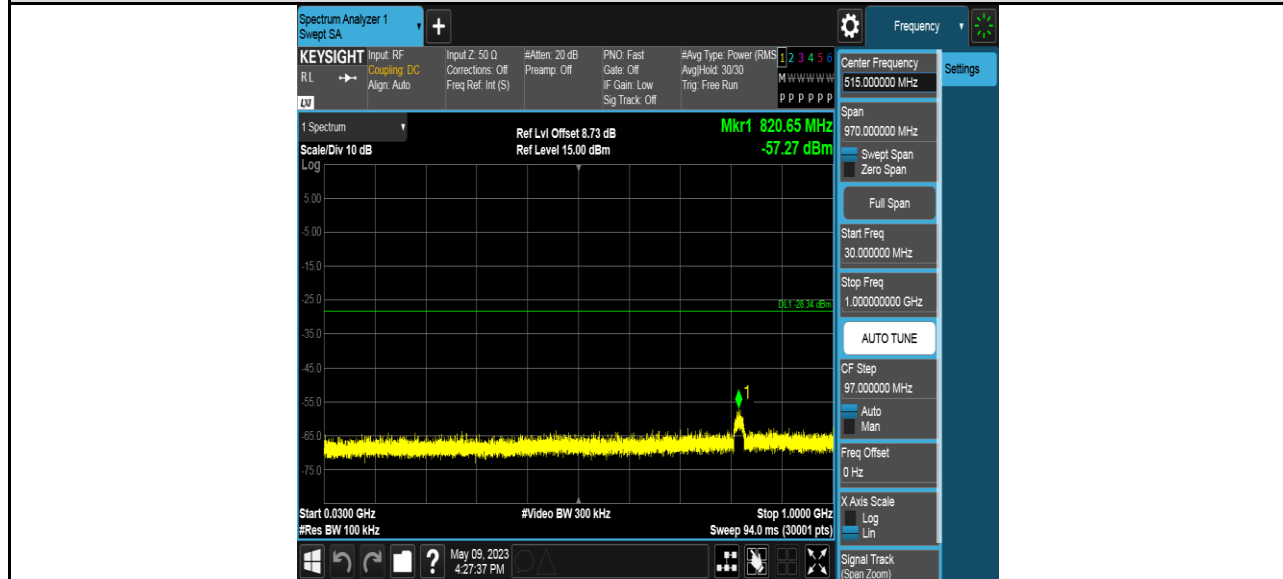 Spectrum Analyzer 1
Swept SA
+
Frequency
KEYSIGHT
RL
LXI
Input: RF
Coupling: DC
Align: Auto
Input Z: 50 Ω
Corrections: Off
Freq Ref: Int (S)
#Atten: 20 dB
Preamp: Off
PNO: Fast
Gate: Off
IF Gain: Low
Sig Track: Off
#Avg Type: Power (RMS
Avg|Hold: 30/30
Trig: Free Run
1 2 3 4 5 6
M W W W W W
P P P P P P
1 Spectrum
Scale/Div 10 dB
Log
Ref Lvl Offset 8.73 dB
Ref Level 15.00 dBm
Mkr1 820.65 MHz
-57.27 dBm
5.00
-5.00
-15.0
-25.0
DL1 -28.34 dBm
-35.0
-45.0
1
-55.0
-65.0
-75.0
Start 0.0300 GHz
#Res BW 100 kHz
#Video BW 300 kHz
Stop 1.0000 GHz
Sweep 94.0 ms (30001 pts)
?
May 09, 2023
4:27:37 PM
Center Frequency
515.000000 MHz
Settings
Span
970.000000 MHz
Swept Span
Zero Span
Full Span
Start Freq
30.000000 MHz
Stop Freq
1.000000000 GHz
AUTO TUNE
CF Step
97.000000 MHz
Auto
Man
Freq Offset
0 Hz
X Axis Scale
Log
Lin
Signal Track
(Span Zoom)